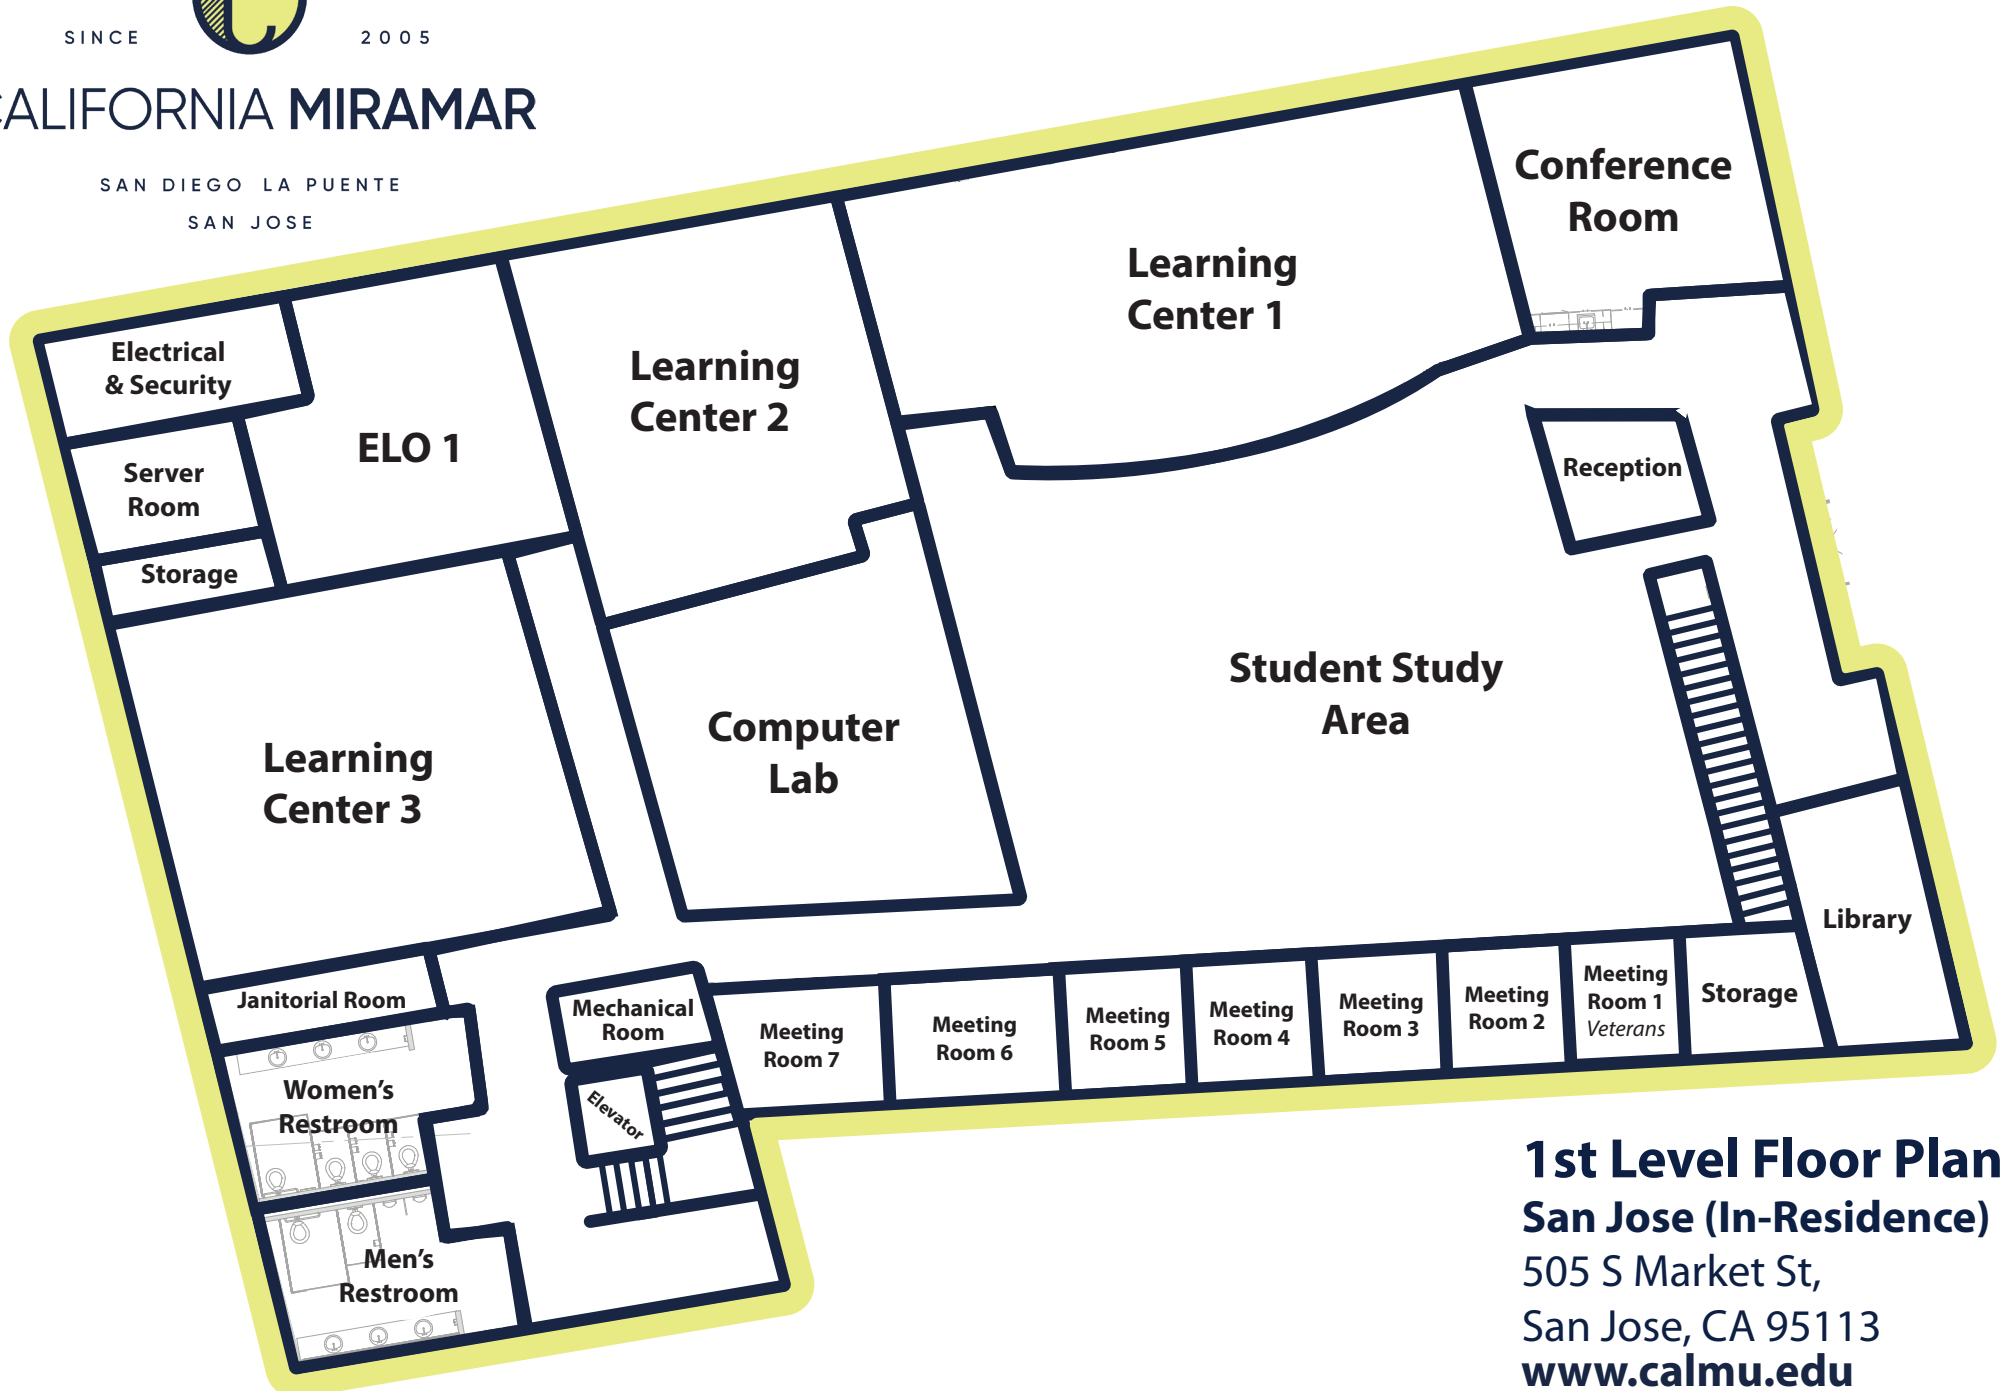 SINCE 2005
CALIFORNIA MIRAMAR
SAN DIEGO LA PUENTE
SAN JOSE
Conference
Room
Learning
Center 1
Learning
Center 2
Electrical
& Security
ELO 1
Server
Room
Storage
Reception
Student Study
Area
Computer
Lab
Learning
Center 3
Library
Janitorial Room
Mechanical
Room
Meeting
Room 7
Meeting
Room 6
Meeting
Room 5
Meeting
Room 4
Meeting
Room 3
Meeting
Room 2
Meeting
Room 1
Veterans
Storage
Women's
Restroom
Elevator
Men's
Restroom
1st Level Floor Plan
San Jose (In-Residence)
505 S Market St,
San Jose, CA 95113
www.calmu.edu